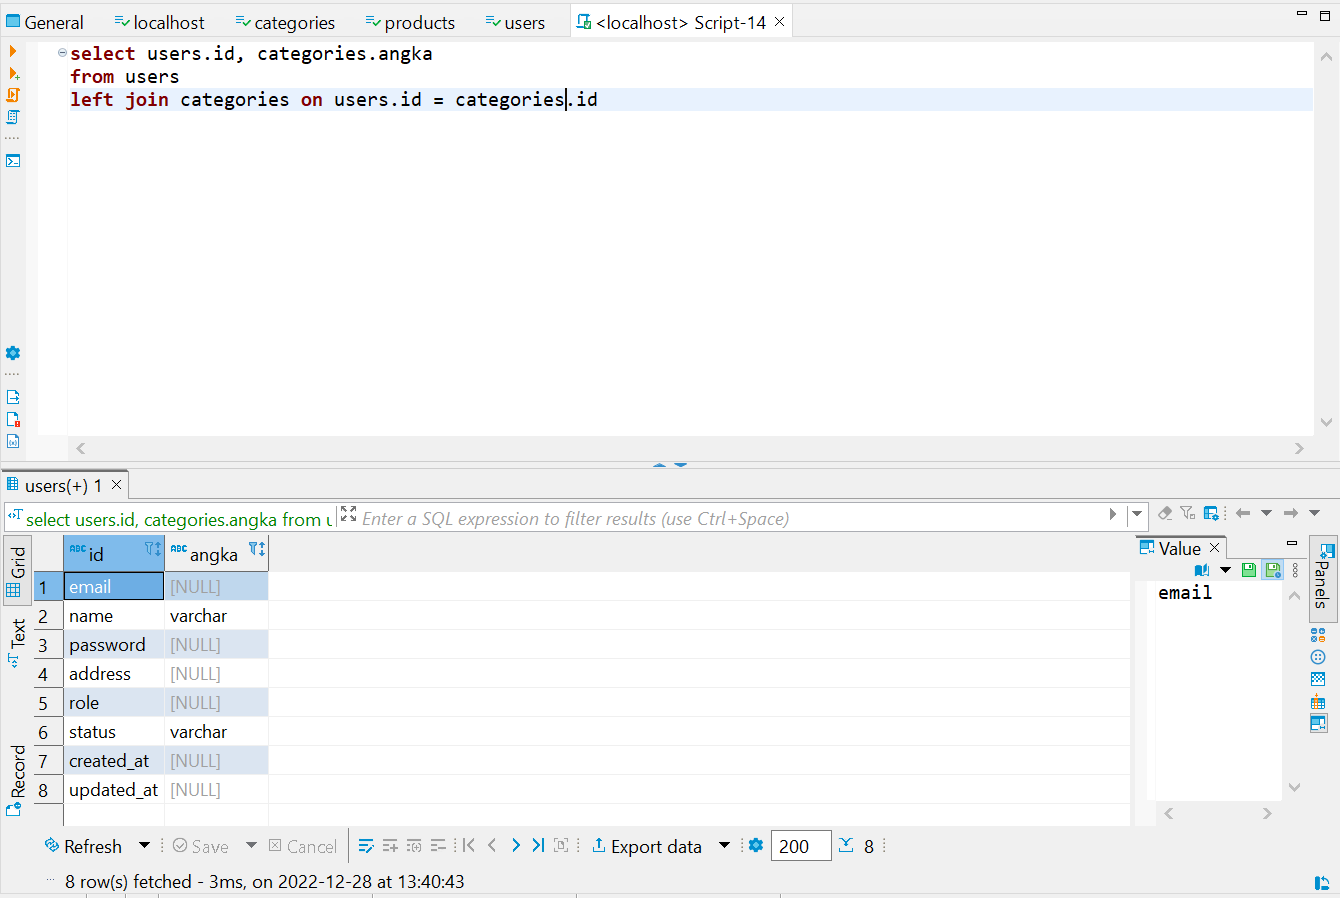 General localhost categories products users <localhost> Script-14
select users.id, categories.angka
from users
left join categories on users.id = categories.id
users(+) 1
select users.id, categories.angka from u Enter a SQL expression to filter results (use Ctrl+Space)
Grid
Text
Record
ABC id ABC angka
1 email [NULL]
2 name varchar
3 password [NULL]
4 address [NULL]
5 role [NULL]
6 status varchar
7 created_at [NULL]
8 updated_at [NULL]
Value
email
Panels
Refresh Save Cancel Export data 200 8
8 row(s) fetched - 3ms, on 2022-12-28 at 13:40:43